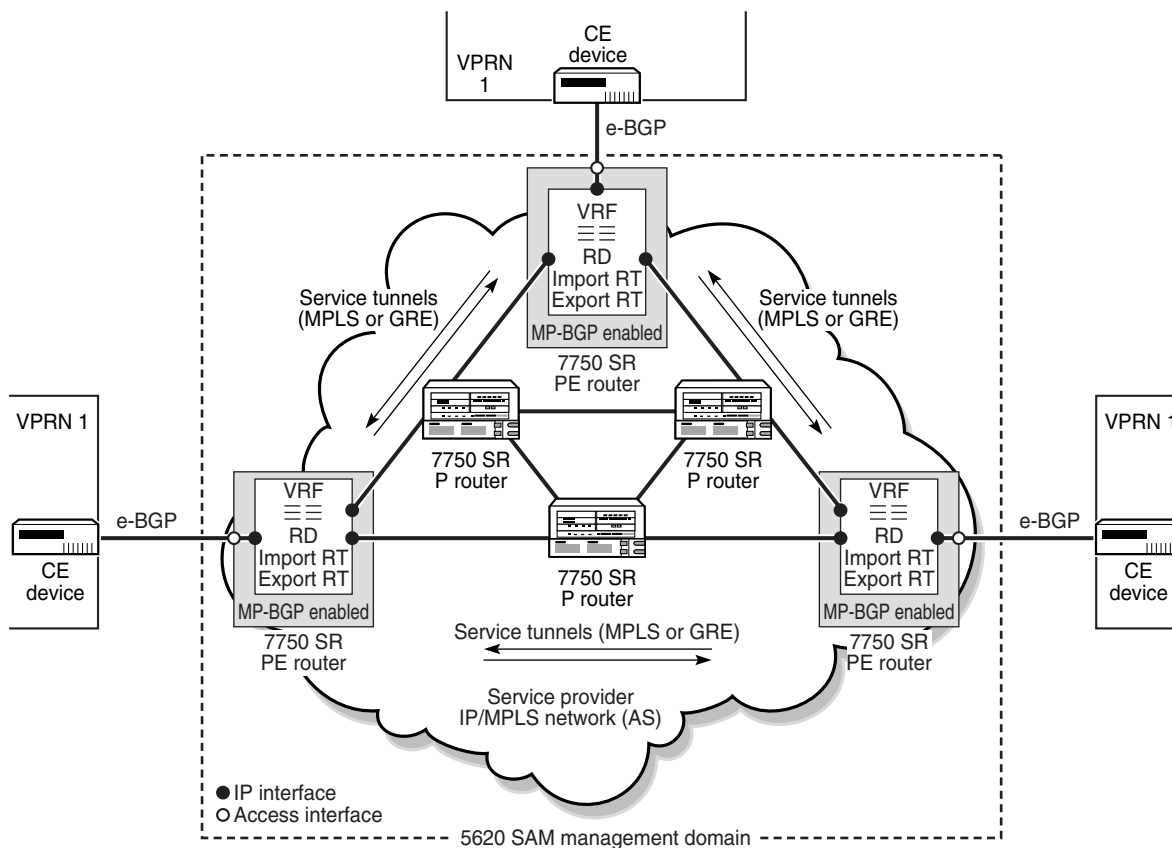 CE
device
VPRN
1
e-BGP
VRF
RD
Import RT
Export RT
MP-BGP enabled
7750 SR
PE router
Service tunnels
(MPLS or GRE)
Service tunnels
(MPLS or GRE)
7750 SR
P router
7750 SR
P router
VPRN 1
e-BGP
CE
device
VRF
RD
Import RT
Export RT
MP-BGP enabled
7750 SR
PE router
7750 SR
P router
VPRN 1
e-BGP
CE
device
VRF
RD
Import RT
Export RT
MP-BGP enabled
7750 SR
PE router
Service tunnels (MPLS or GRE)
Service provider
IP/MPLS network (AS)
IP interface
Access interface
5620 SAM management domain